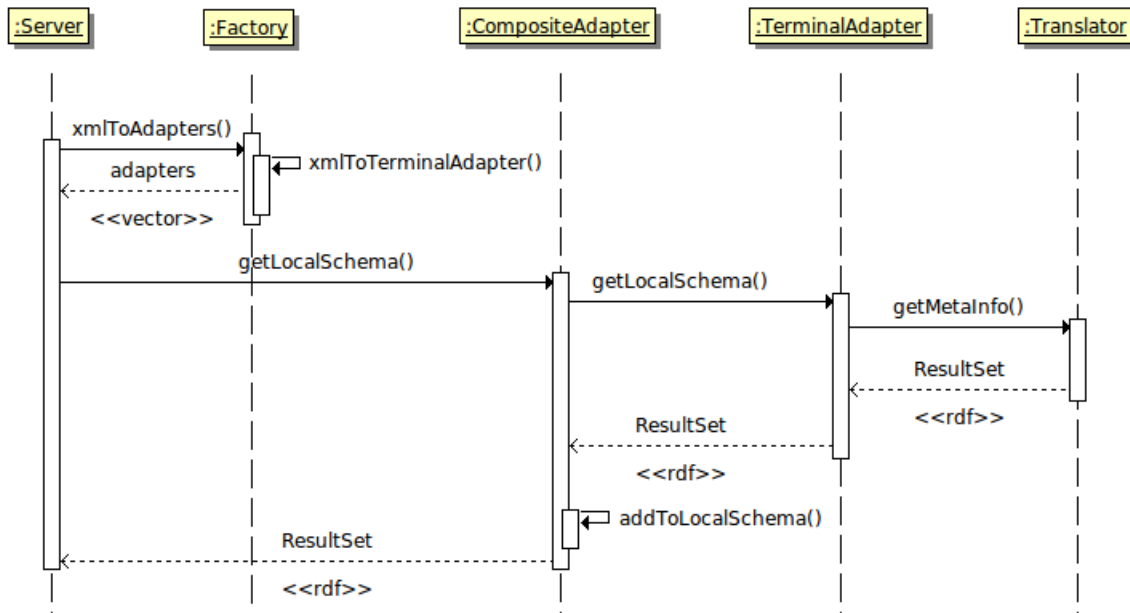 :Server
:Factory
:CompositeAdapter
:TerminalAdapter
:Translator
xmlToAdapters()
xmlToTerminalAdapter()
adapters
<<vector>>
getLocalSchema()
getLocalSchema()
getMetaInfo()
ResultSet
<<rdf>>
ResultSet
<<rdf>>
addToLocalSchema()
ResultSet
<<rdf>>